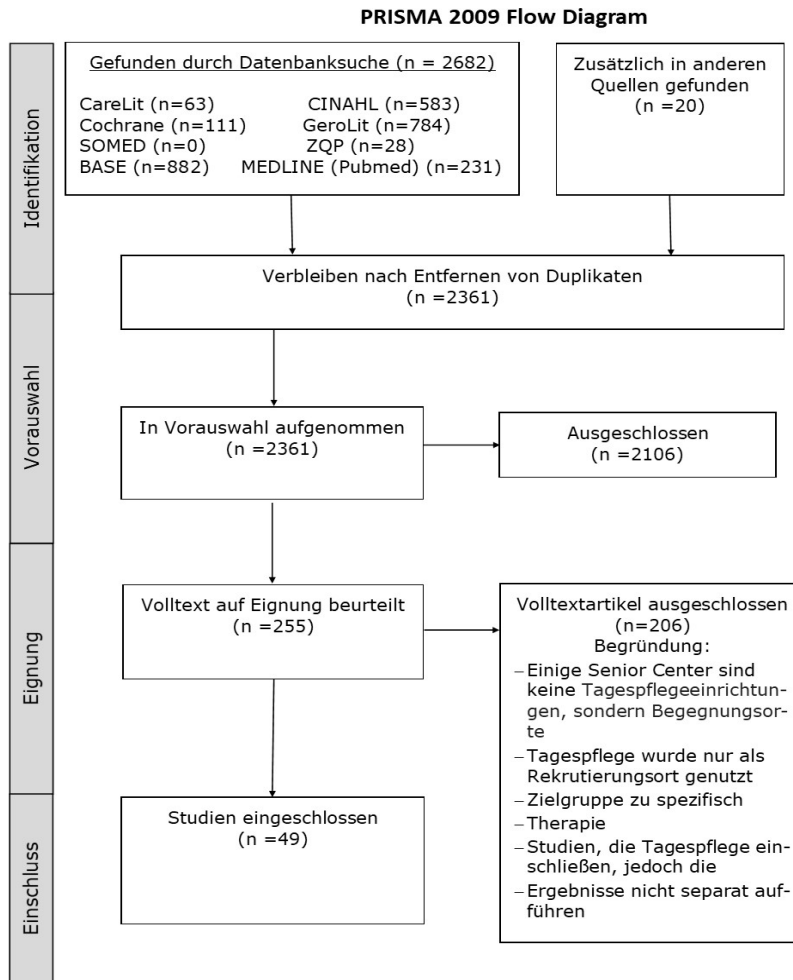 PRISMA 2009 Flow Diagram
Identifikation
Gefunden durch Datenbanksuche (n = 2682)
CareLit (n=63) CINAHL (n=583)
Cochrane (n=111) GeroLit (n=784)
SOMED (n=0) ZQP (n=28)
BASE (n=882) MEDLINE (Pubmed) (n=231)
Zusätzlich in anderen
Quellen gefunden
(n =20)
Verbleiben nach Entfernen von Duplikaten
(n =2361)
Vorauswahl
In Vorauswahl aufgenommen
(n =2361)
Ausgeschlossen
(n =2106)
Eignung
Volltext auf Eignung beurteilt
(n =255)
Volltextartikel ausgeschlossen
(n=206)
Begründung:
–Einige Senior Center sind
keine Tagespflegeeinrichtun-
gen, sondern Begegnungsor-
te
–Tagespflege wurde nur als
Rekrutierungsort genutzt
–Zielgruppe zu spezifisch
–Therapie
–Studien, die Tagespflege ein-
schließen, jedoch die
–Ergebnisse nicht separat auf-
führen
Einschluss
Studien eingeschlossen
(n =49)